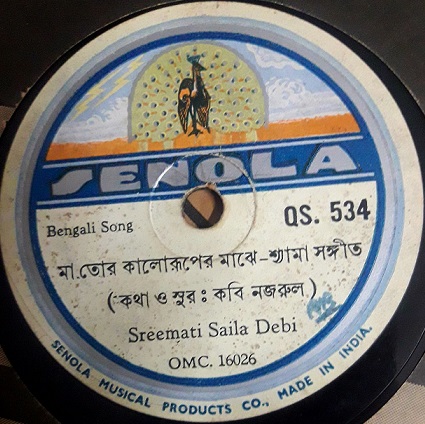 SENOLA
Bengali Song
QS. 534
মা তোর কালোরূপের মাঝে-শ্যামা সঙ্গীত
(কথা ও সুর: কবি নজরুল)
Sreemati Saila Debi
OMC. 16026
SENOLA MUSICAL PRODUCTS CO., MADE IN INDIA.